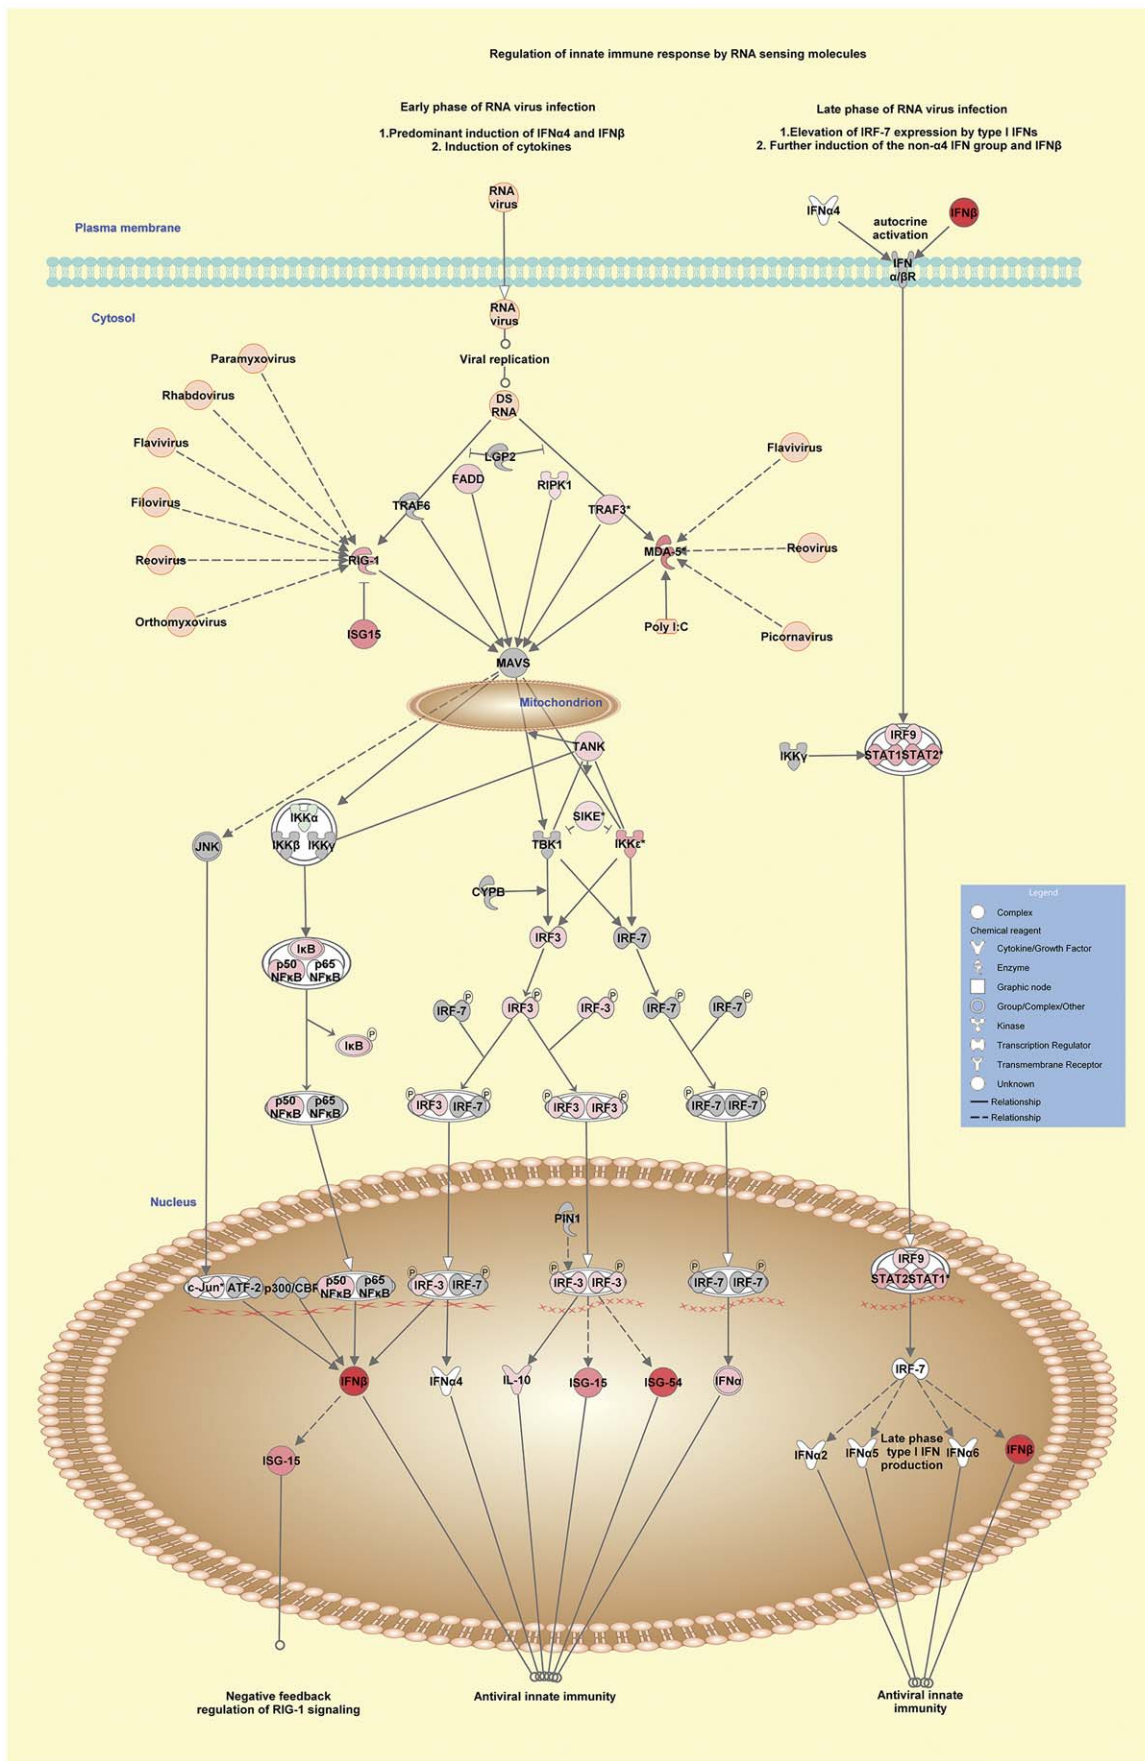 Regulation of innate immune response by RNA sensing molecules
Early phase of RNA virus infection
1.Predominant induction of IFNα4 and IFNβ
2. Induction of cytokines
Late phase of RNA virus infection
1.Elevation of IRF-7 expression by type I IFNs
2. Further induction of the non-α4 IFN group and IFNβ
RNA
virus
IFNα4
IFNβ
autocrine
activation
Plasma membrane
IFN
α/βR
Cytosol
RNA
virus
Viral replication
DS
RNA
Paramyxovirus
Rhabdovirus
Flavivirus
Filovirus
Reovirus
Orthomyxovirus
LGP2
FADD
RIPK1
TRAF6
TRAF3*
RIG-1
MDA-5*
ISG15
Poly I:C
Flavivirus
Reovirus
Picornavirus
MAVS
Mitochondrion
TANK
IRF9
STAT1STAT2*
IKKγ
IKKα
IKKβ
IKKγ
JNK
SIKE*
TBK1
IKKε*
CYPB
IRF3
IRF-7
IκB
p50
NFκB
p65
NFκB
IRF-7
P
IRF3
P
IRF-3
P
IRF-7
P
IRF-7
P
IκB
P
p50
NFκB
p65
NFκB
P
IRF3
IRF-7
P
P
IRF3
IRF3
P
P
IRF-7
IRF-7
P
Legend
Complex
Chemical reagent
Cytokine/Growth Factor
Enzyme
Graphic node
Group/Complex/Other
Kinase
Transcription Regulator
Transmembrane Receptor
Unknown
Relationship
Relationship
Nucleus
PIN1
c-Jun*
ATF-2
p300/CBP
p50
NFκB
p65
NFκB
P
IRF-3
IRF-7
P
P
IRF-3
IRF-3
P
P
IRF-7
IRF-7
P
IRF9
STAT2STAT1*
IFNβ
IFNα4
IL-10
ISG-15
ISG-54
IFNα
IRF-7
ISG-15
IFNα2
IFNα5
Late phase
type I IFN
production
IFNα6
IFNβ
Negative feedback
regulation of RIG-1 signaling
Antiviral innate immunity
Antiviral innate
immunity